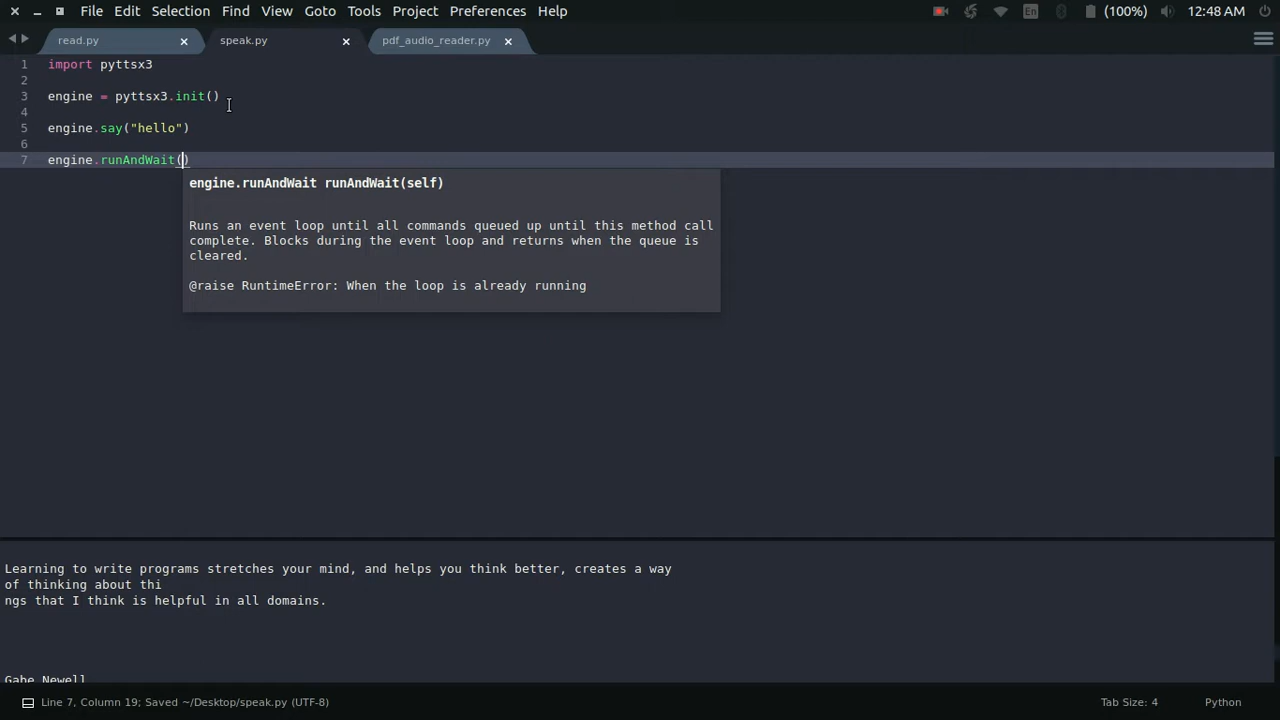 File Edit Selection Find View Goto Tools Project Preferences Help En (100%) 12:48 AM
read.py speak.py pdf_audio_reader.py
1 import pyttsx3
2
3 engine = pyttsx3.init()
4
5 engine.say("hello")
6
7 engine.runAndWait()
engine.runAndWait runAndWait(self)
Runs an event loop until all commands queued up until this method call
complete. Blocks during the event loop and returns when the queue is
cleared.
@raise RuntimeError: When the loop is already running
Learning to write programs stretches your mind, and helps you think better, creates a way
of thinking about thi
ngs that I think is helpful in all domains.
Gabe Newell
Line 7, Column 19; Saved ~/Desktop/speak.py (UTF-8) Tab Size: 4 Python